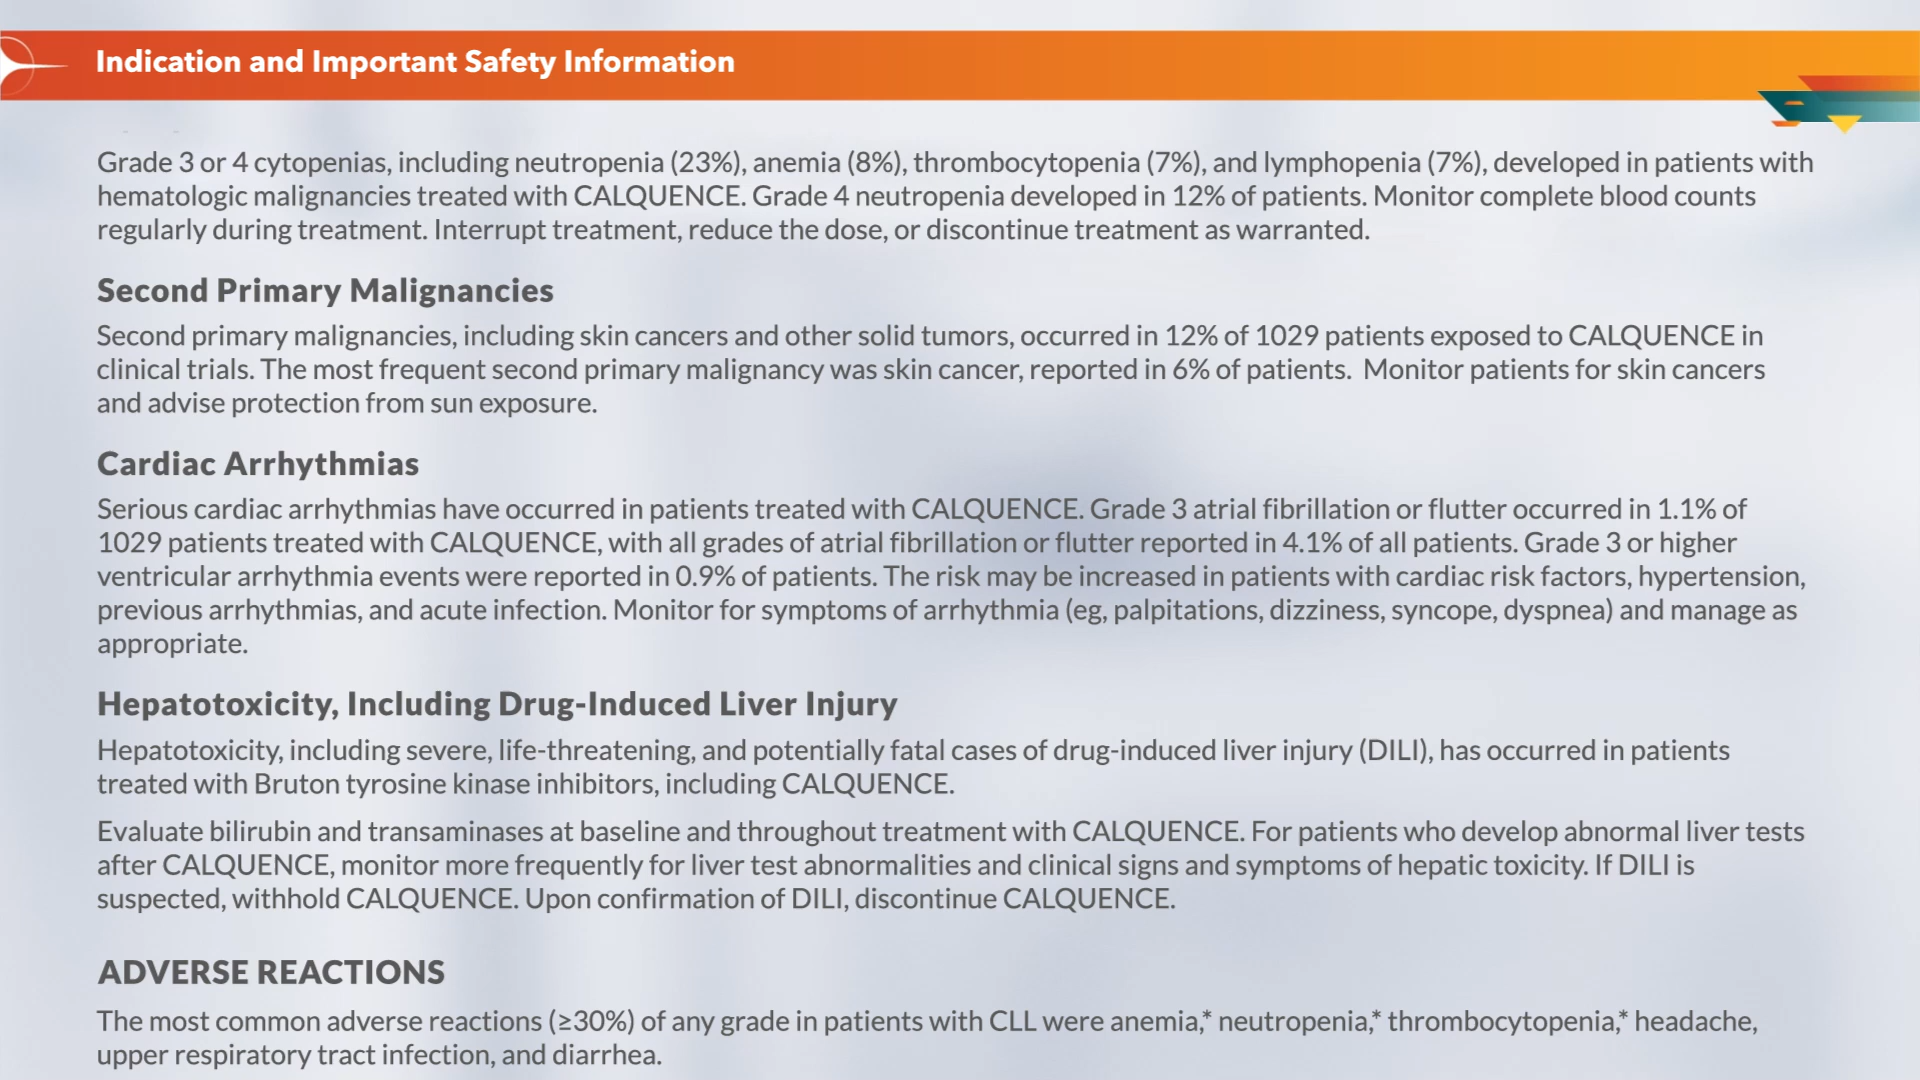 Indication and Important Safety Information
Grade 3 or 4 cytopenias, including neutropenia (23%), anemia (8%), thrombocytopenia (7%), and lymphopenia (7%), developed in patients with
hematologic malignancies treated with CALQUENCE. Grade 4 neutropenia developed in 12% of patients. Monitor complete blood counts
regularly during treatment. Interrupt treatment, reduce the dose, or discontinue treatment as warranted.
Second Primary Malignancies
Second primary malignancies, including skin cancers and other solid tumors, occurred in 12% of 1029 patients exposed to CALQUENCE in
clinical trials. The most frequent second primary malignancy was skin cancer, reported in 6% of patients.  Monitor patients for skin cancers
and advise protection from sun exposure.
Cardiac Arrhythmias
Serious cardiac arrhythmias have occurred in patients treated with CALQUENCE. Grade 3 atrial fibrillation or flutter occurred in 1.1% of
1029 patients treated with CALQUENCE, with all grades of atrial fibrillation or flutter reported in 4.1% of all patients. Grade 3 or higher
ventricular arrhythmia events were reported in 0.9% of patients. The risk may be increased in patients with cardiac risk factors, hypertension,
previous arrhythmias, and acute infection. Monitor for symptoms of arrhythmia (eg, palpitations, dizziness, syncope, dyspnea) and manage as
appropriate.
Hepatotoxicity, Including Drug-Induced Liver Injury
Hepatotoxicity, including severe, life-threatening, and potentially fatal cases of drug-induced liver injury (DILI), has occurred in patients
treated with Bruton tyrosine kinase inhibitors, including CALQUENCE.
Evaluate bilirubin and transaminases at baseline and throughout treatment with CALQUENCE. For patients who develop abnormal liver tests
after CALQUENCE, monitor more frequently for liver test abnormalities and clinical signs and symptoms of hepatic toxicity. If DILI is
suspected, withhold CALQUENCE. Upon confirmation of DILI, discontinue CALQUENCE.
ADVERSE REACTIONS
The most common adverse reactions (≥30%) of any grade in patients with CLL were anemia,* neutropenia,* thrombocytopenia,* headache,
upper respiratory tract infection, and diarrhea.